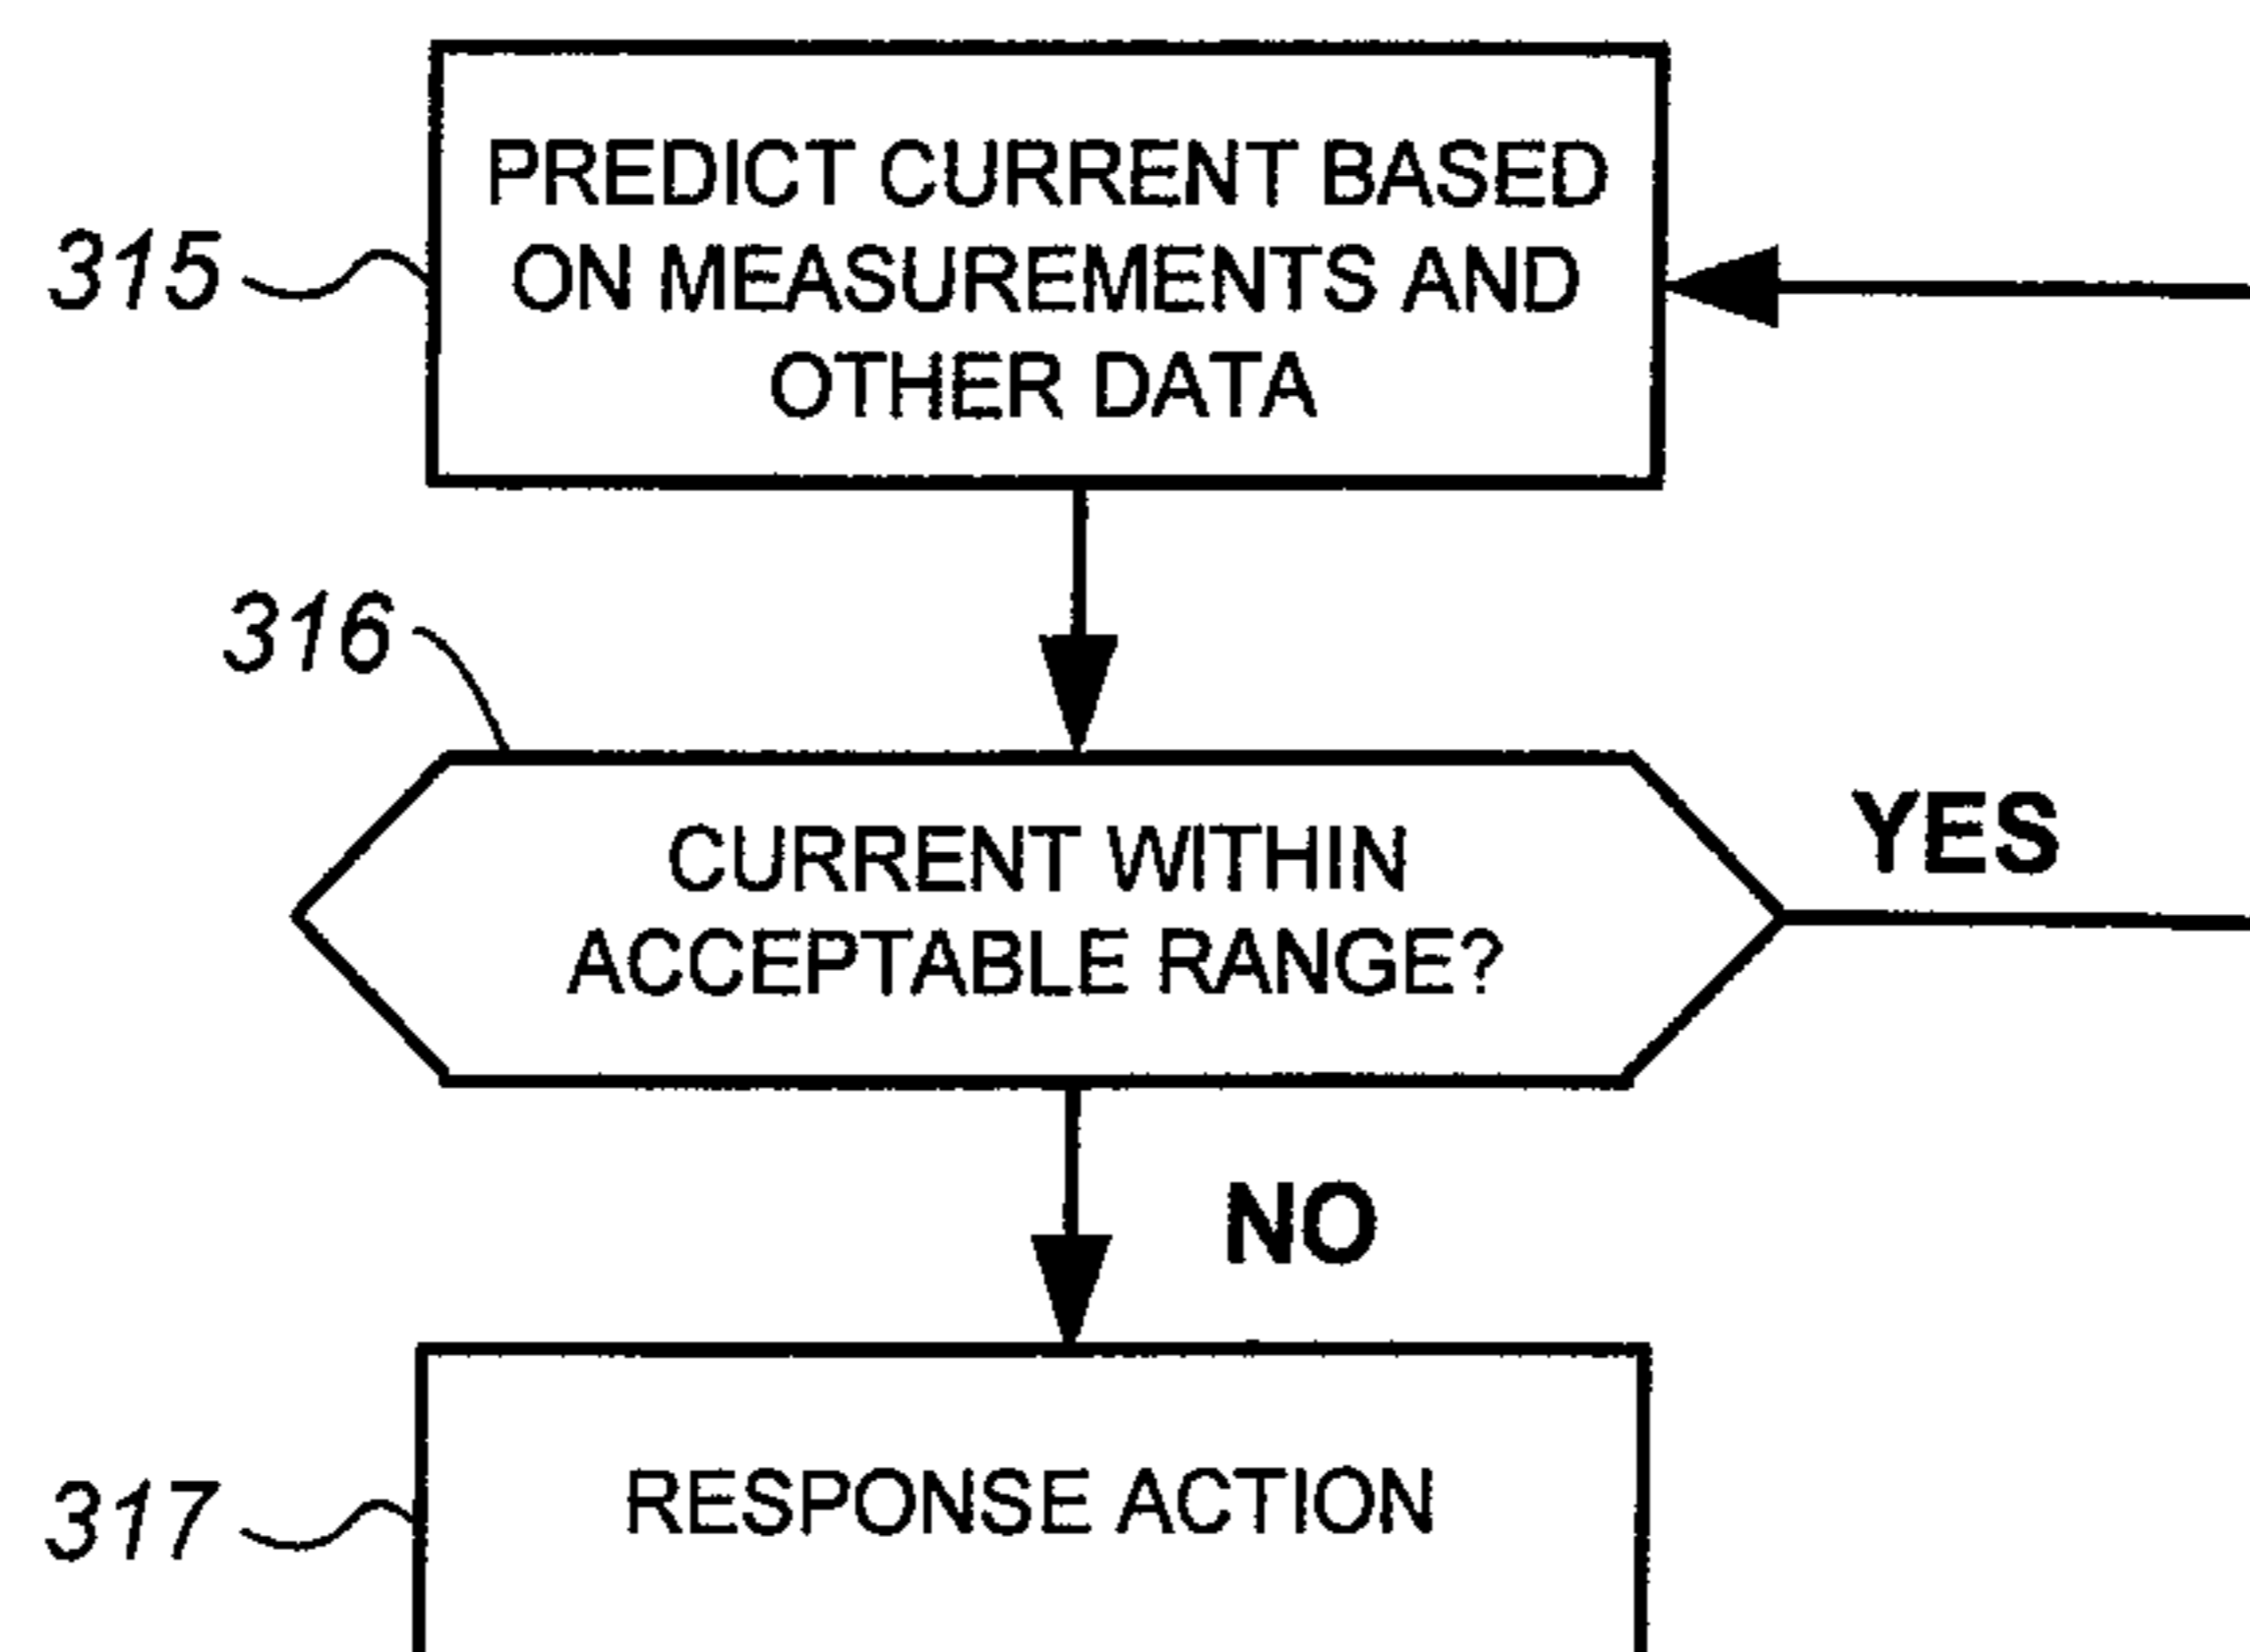 PREDICT CURRENT BASED
ON MEASUREMENTS AND
OTHER DATA
315
316
CURRENT WITHIN
ACCEPTABLE RANGE?
YES
NO
RESPONSE ACTION
317